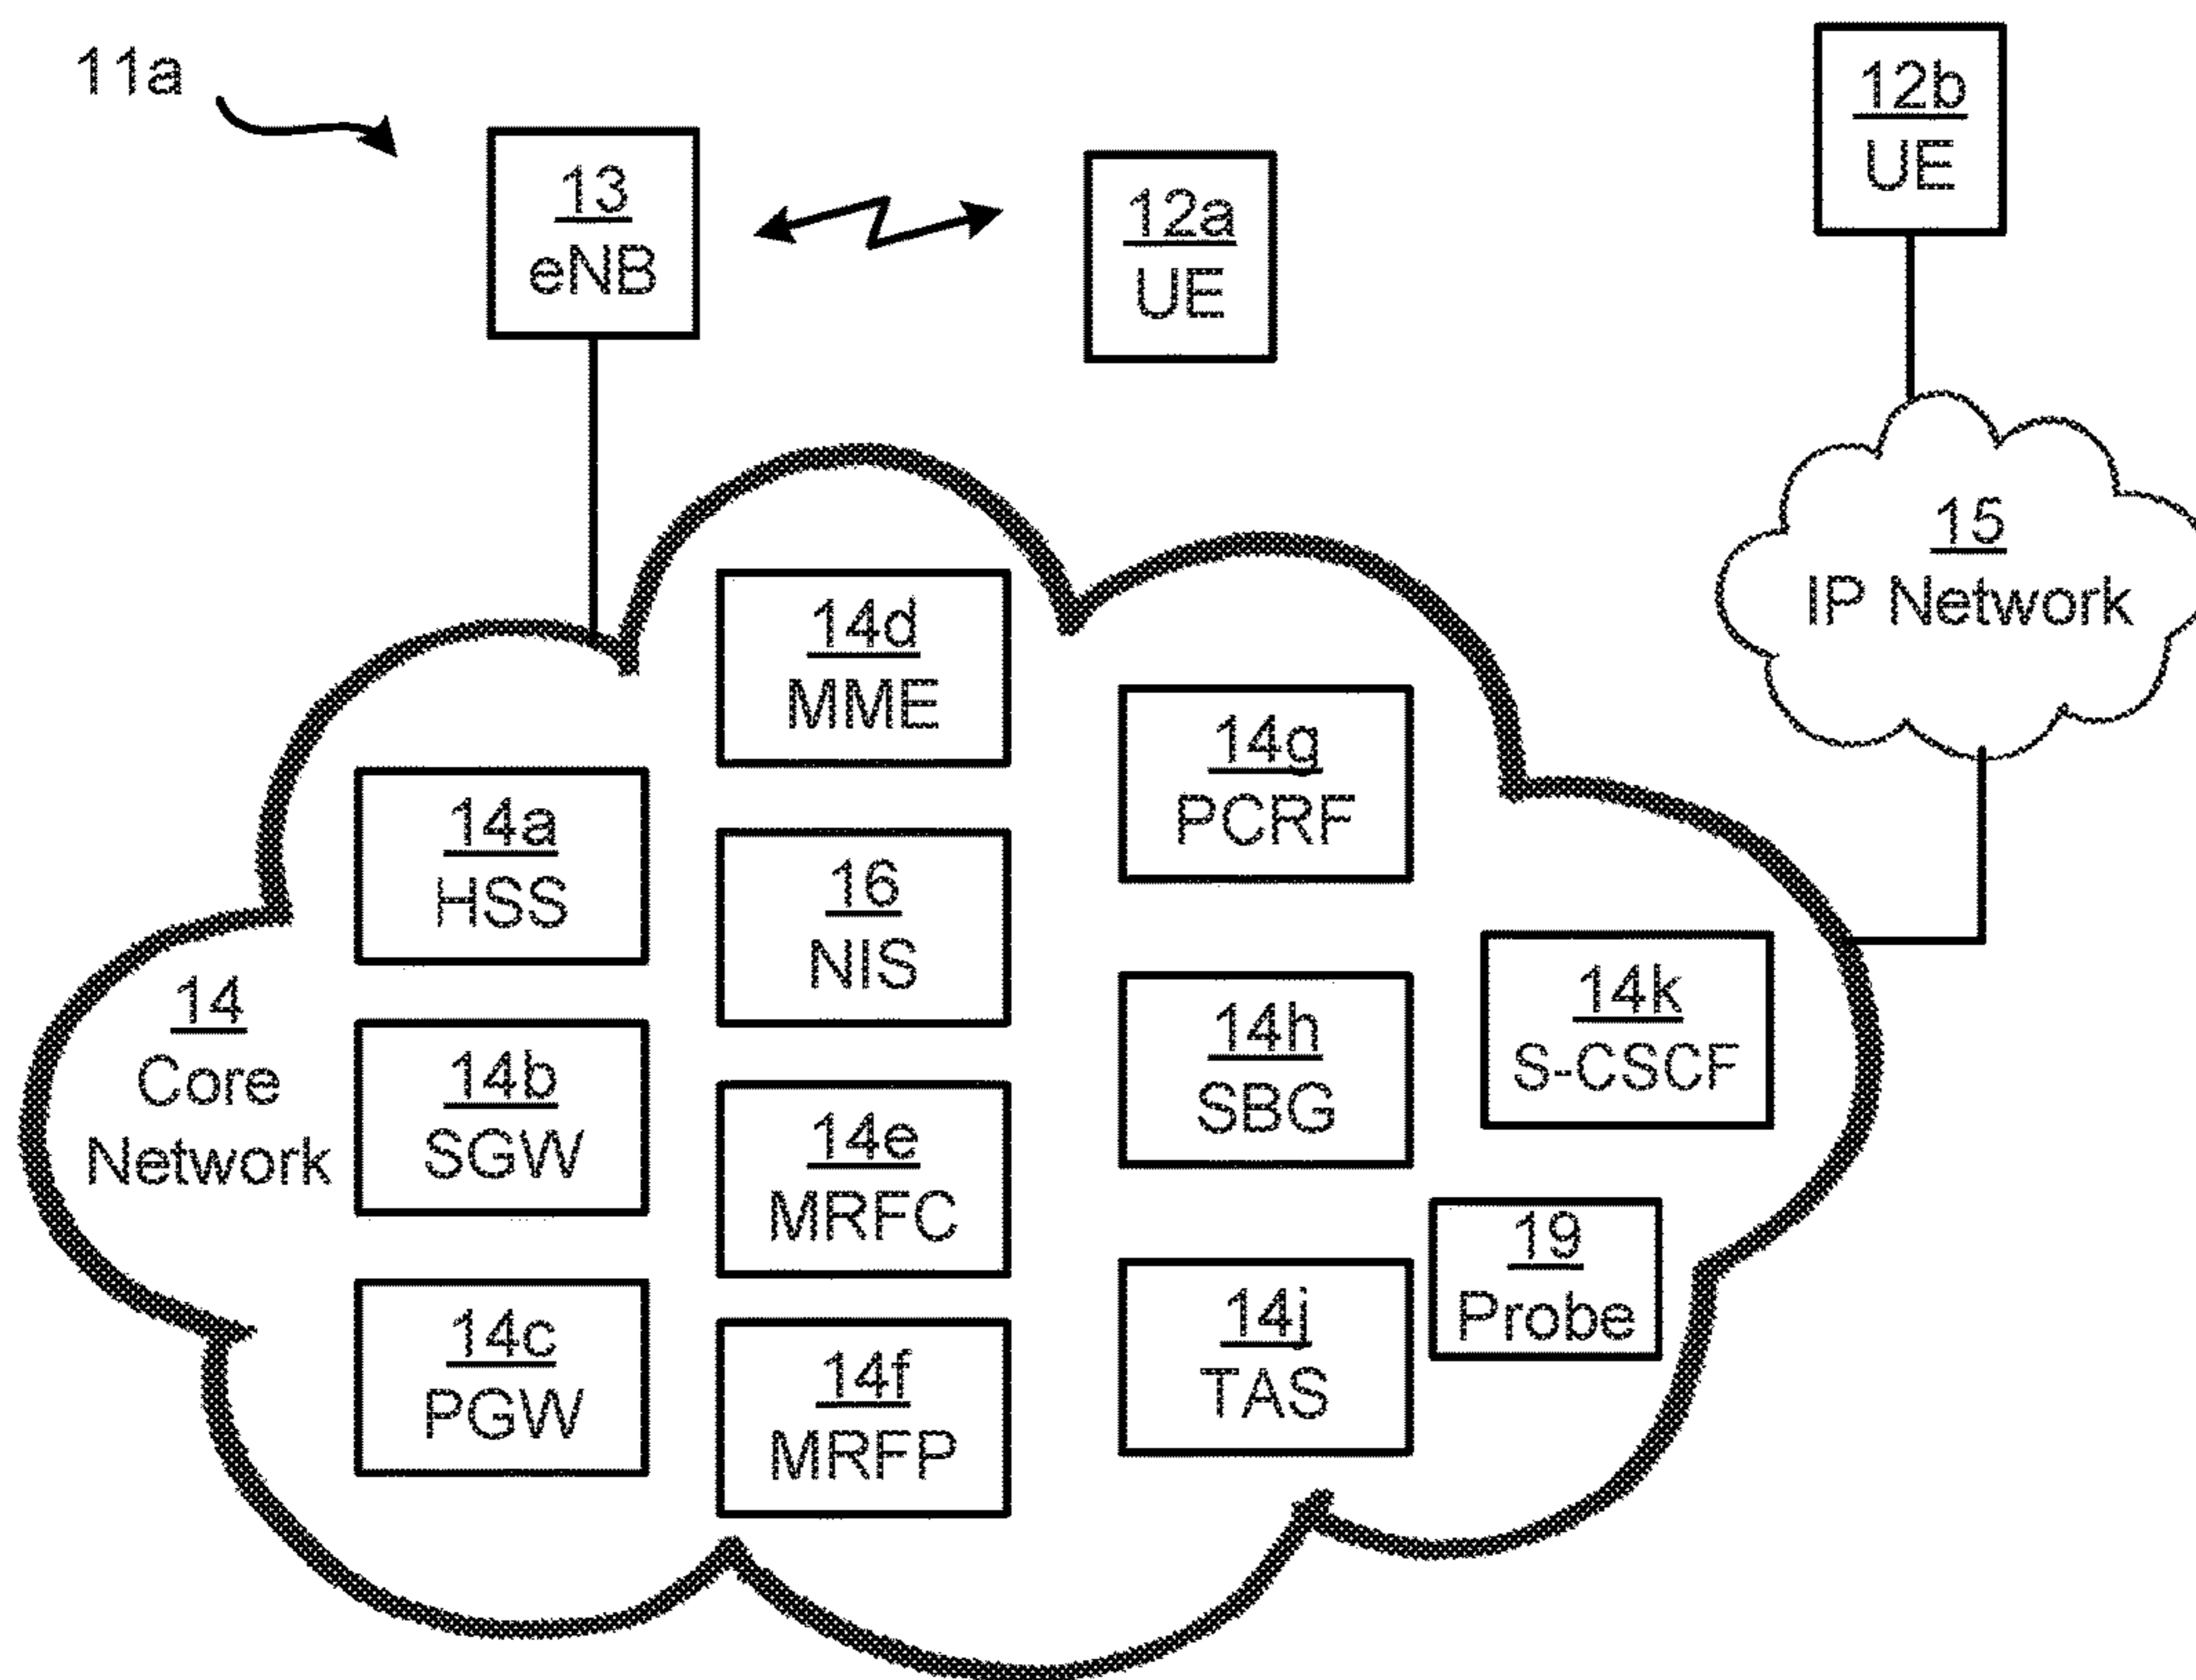 11a
13
eNB
12a
UE
12b
UE
15
IP Network
14d
MME
14g
PCRF
14a
HSS
16
NIS
14
Core
Network
14b
SGW
14e
MRFC
14h
SBG
14k
S-CSCF
14c
PGW
14f
MRFP
14j
TAS
19
Probe